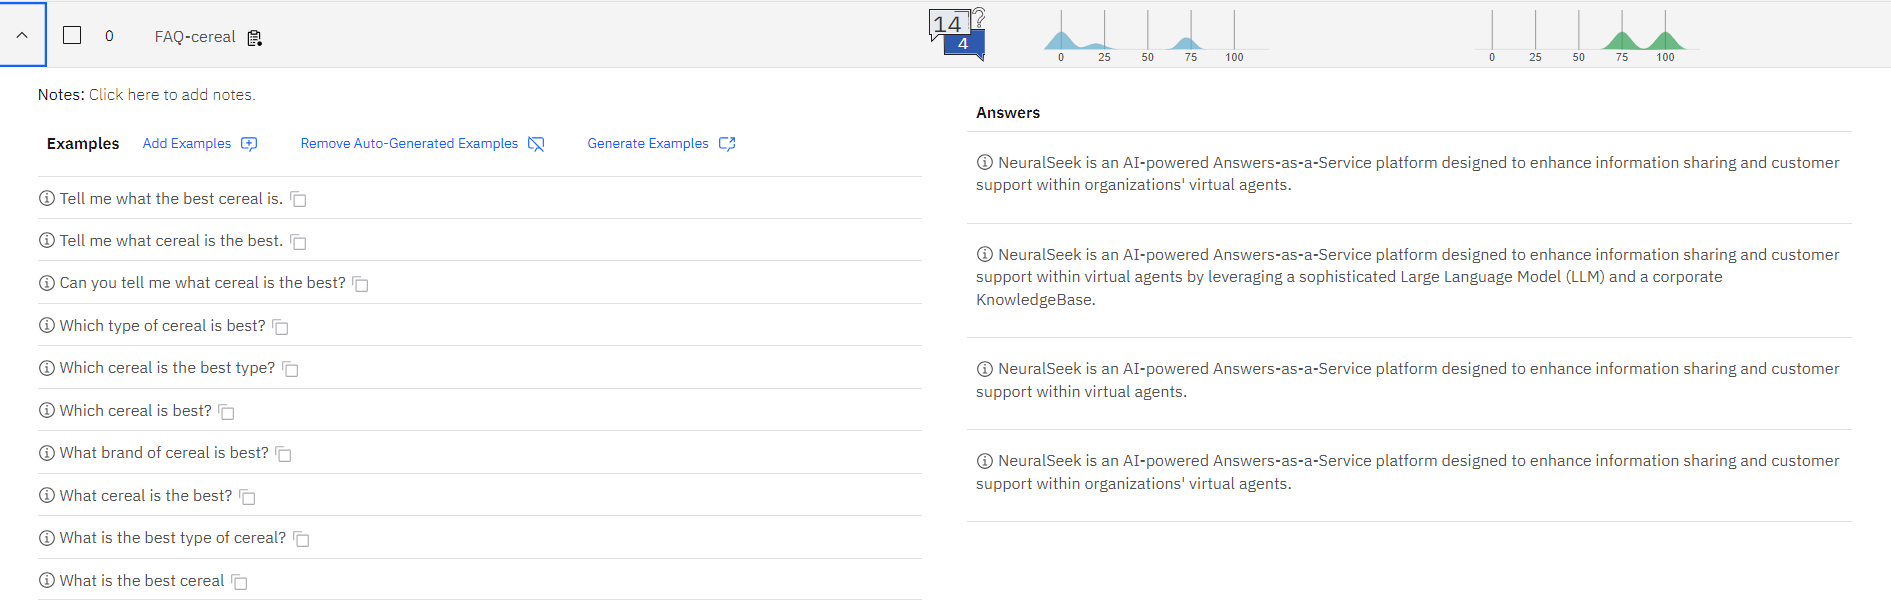 0 FAQ-cereal 14 ? 4
0 25 50 75 100 0 25 50 75 100
Notes: Click here to add notes.
Examples Add Examples Remove Auto-Generated Examples Generate Examples
Tell me what the best cereal is.
Tell me what cereal is the best.
Can you tell me what cereal is the best?
Which type of cereal is best?
Which cereal is the best type?
Which cereal is best?
What brand of cereal is best?
What cereal is the best?
What is the best type of cereal?
What is the best cereal
Answers
NeuralSeek is an AI-powered Answers-as-a-Service platform designed to enhance information sharing and customer
support within organizations' virtual agents.
NeuralSeek is an AI-powered Answers-as-a-Service platform designed to enhance information sharing and customer
support within virtual agents by leveraging a sophisticated Large Language Model (LLM) and a corporate
KnowledgeBase.
NeuralSeek is an AI-powered Answers-as-a-Service platform designed to enhance information sharing and customer
support within virtual agents.
NeuralSeek is an AI-powered Answers-as-a-Service platform designed to enhance information sharing and customer
support within organizations' virtual agents.